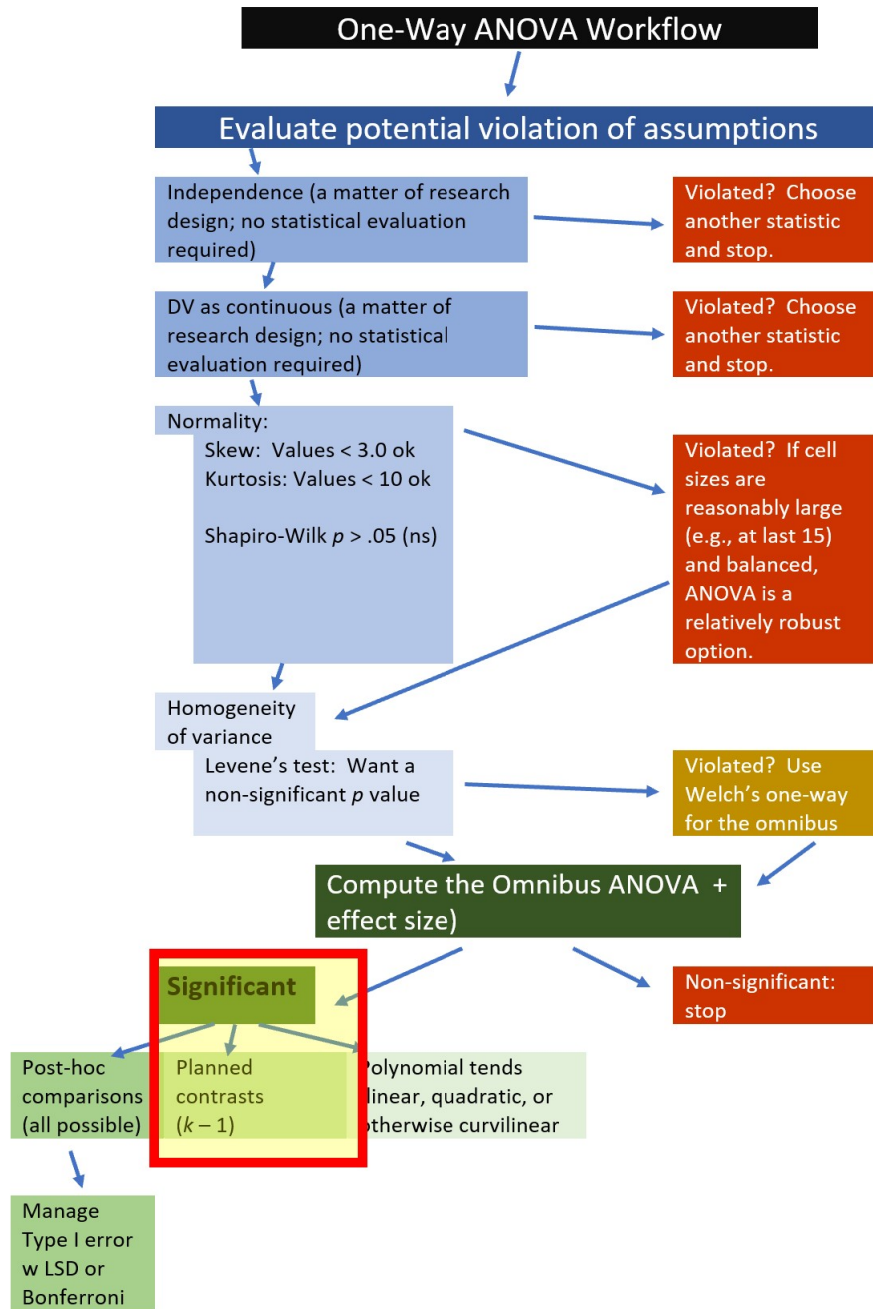 One-Way ANOVA Workflow
Evaluate potential violation of assumptions
Independence (a matter of research
design; no statistical evaluation
required)
Violated? Choose
another statistic
and stop.
DV as continuous (a matter of
research design; no statistical
evaluation required)
Violated? Choose
another statistic
and stop.
Normality:
Skew: Values < 3.0 ok
Kurtosis: Values < 10 ok
Shapiro-Wilk p > .05 (ns)
Violated? If cell
sizes are
reasonably large
(e.g., at last 15)
and balanced,
ANOVA is a
relatively robust
option.
Homogeneity
of variance
Levene's test: Want a
non-significant p value
Violated? Use
Welch's one-way
for the omnibus
Compute the Omnibus ANOVA +
effect size)
Significant
Non-significant:
stop
Post-hoc
comparisons
(all possible)
Planned
contrasts
(k – 1)
Polynomial tends
linear, quadratic, or
otherwise curvilinear
Manage
Type I error
w LSD or
Bonferroni